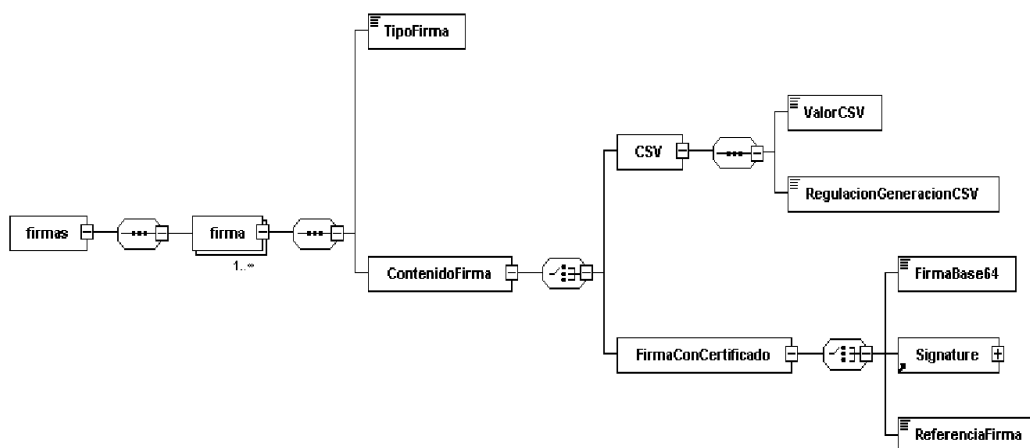 TipoFirma
ValorCSV
CSV
RegulacionGeneracionCSV
firmas
firma
1..∞
ContenidoFirma
FirmaBase64
FirmaConCertificado
Signature
ReferenciaFirma